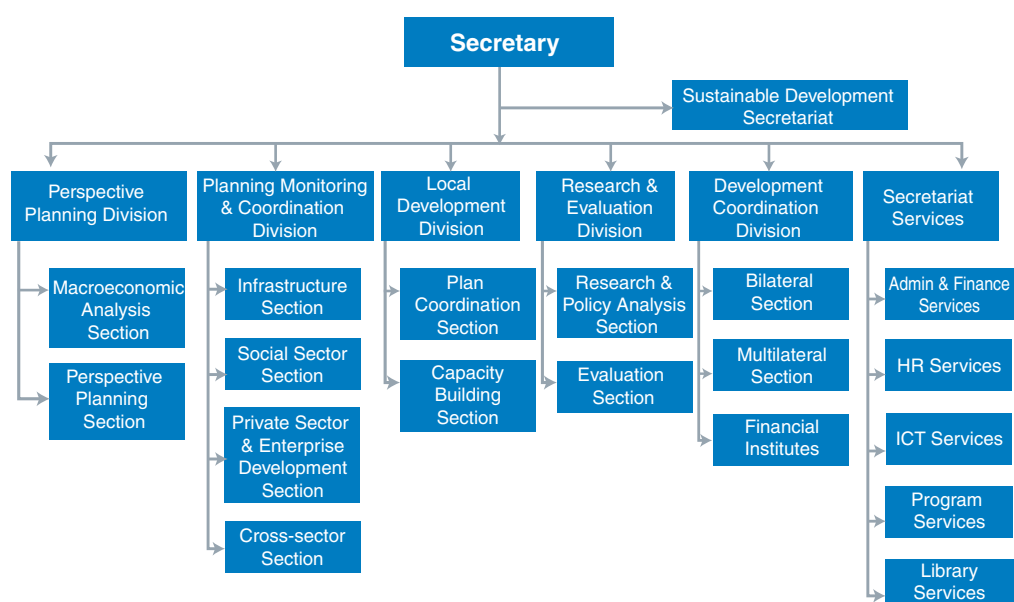 Secretary
Sustainable Development
Secretariat
Perspective
Planning Division
Planning Monitoring
& Coordination
Division
Local
Development
Division
Research &
Evaluation
Division
Development
Coordination
Division
Secretariat
Services
Macroeconomic
Analysis
Section
Perspective
Planning
Section
Infrastructure
Section
Social Sector
Section
Private Sector
& Enterprise
Development
Section
Cross-sector
Section
Plan
Coordination
Section
Capacity
Building
Section
Research &
Policy Analysis
Section
Evaluation
Section
Bilateral
Section
Multilateral
Section
Financial
Institutes
Admin & Finance
Services
HR Services
ICT Services
Program
Services
Library
Services